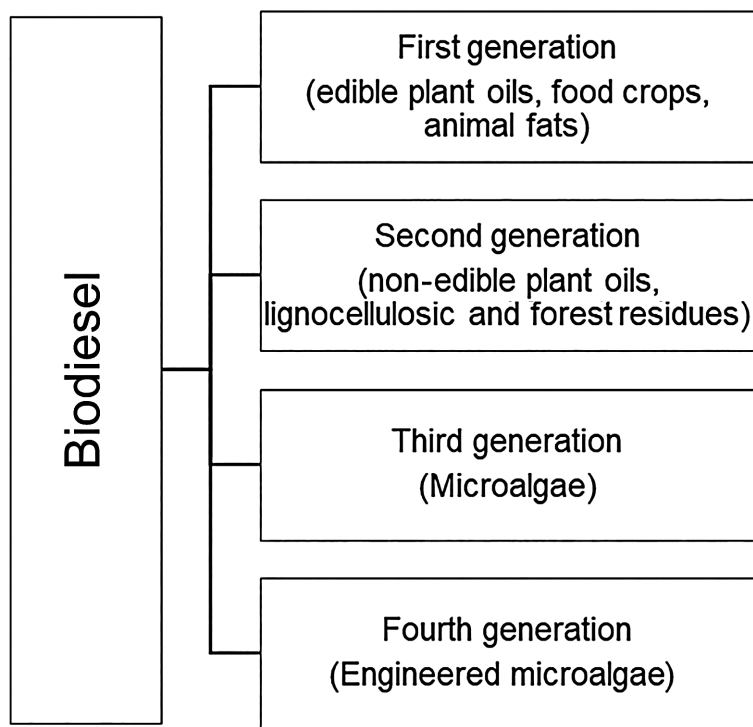 Biodiesel
First generation
(edible plant oils, food crops,
animal fats)
Second generation
(non-edible plant oils,
lignocellulosic and forest residues)
Third generation
(Microalgae)
Fourth generation
(Engineered microalgae)